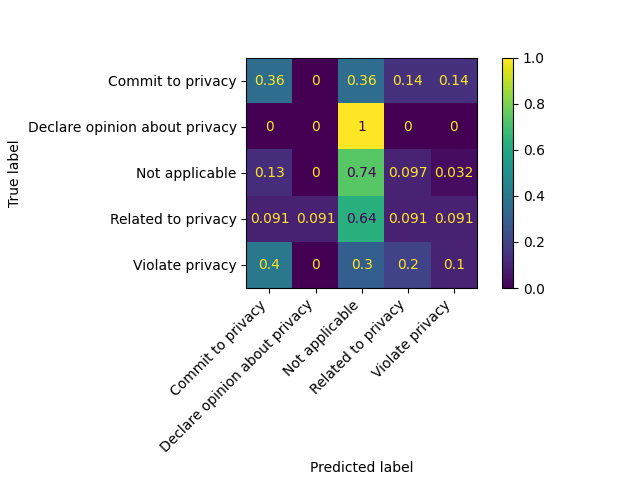 Commit to privacy 0.36 0 0.36 0.14 0.14
Declare opinion about privacy 0 0 1 0 0
Not applicable 0.13 0 0.74 0.097 0.032
Related to privacy 0.091 0.091 0.64 0.091 0.091
Violate privacy 0.4 0 0.3 0.2 0.1
True label
Commit to privacy
Declare opinion about privacy
Not applicable
Related to privacy
Violate privacy
Predicted label
1.0
0.8
0.6
0.4
0.2
0.0